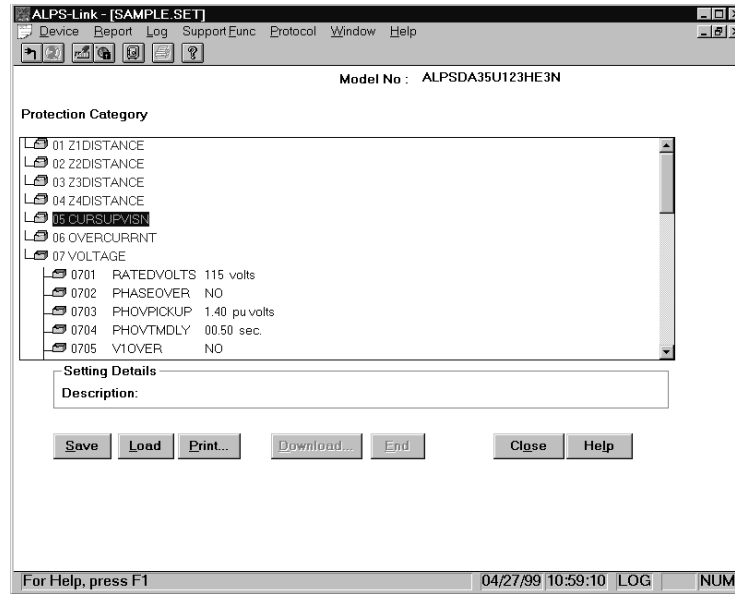 ALPS-Link - [SAMPLE.SET]
Device Report Log Support Func Protocol Window Help
Model No : ALPSDA35U123HE3N
Protection Category
01 Z1DISTANCE
02 Z2DISTANCE
03 Z3DISTANCE
04 Z4DISTANCE
05 CURSUPVISN
06 OVERCURRNT
07 VOLTAGE
0701 RATEDVOLTS 115 volts
0702 PHASEOVER NO
0703 PHOVPICKUP 1.40 pu volts
0704 PHOVTMDLY 00.50 sec.
0705 V1OVER NO
Setting Details
Description:
Save Load Print... Download... End Close Help
For Help, press F1 04/27/99 10:59:10 LOG NUM